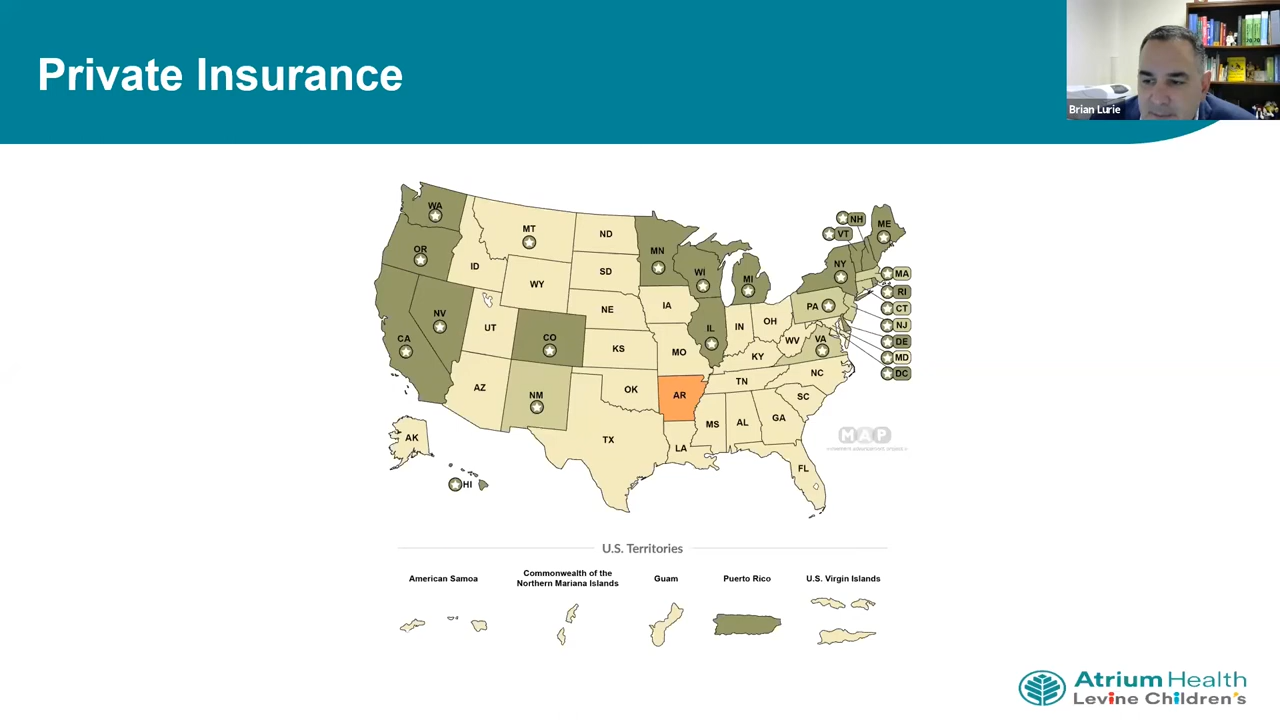 Private Insurance
Brian Lurie
WA
MT
ND
MN
NH
ME
VT
OR
ID
SD
WI
MI
NY
MA
WY
RI
IA
PA
CT
NV
NE
NJ
UT
CO
IL
IN
OH
DE
CA
KS
MO
WV
VA
MD
KY
DC
AZ
NM
OK
AR
TN
NC
SC
MS
AL
GA
AK
TX
LA
MAP
FL
HI
U.S. Territories
American Samoa
Commonwealth of the
Northern Mariana Islands
Guam
Puerto Rico
U.S. Virgin Islands
Atrium Health
Levine Children's